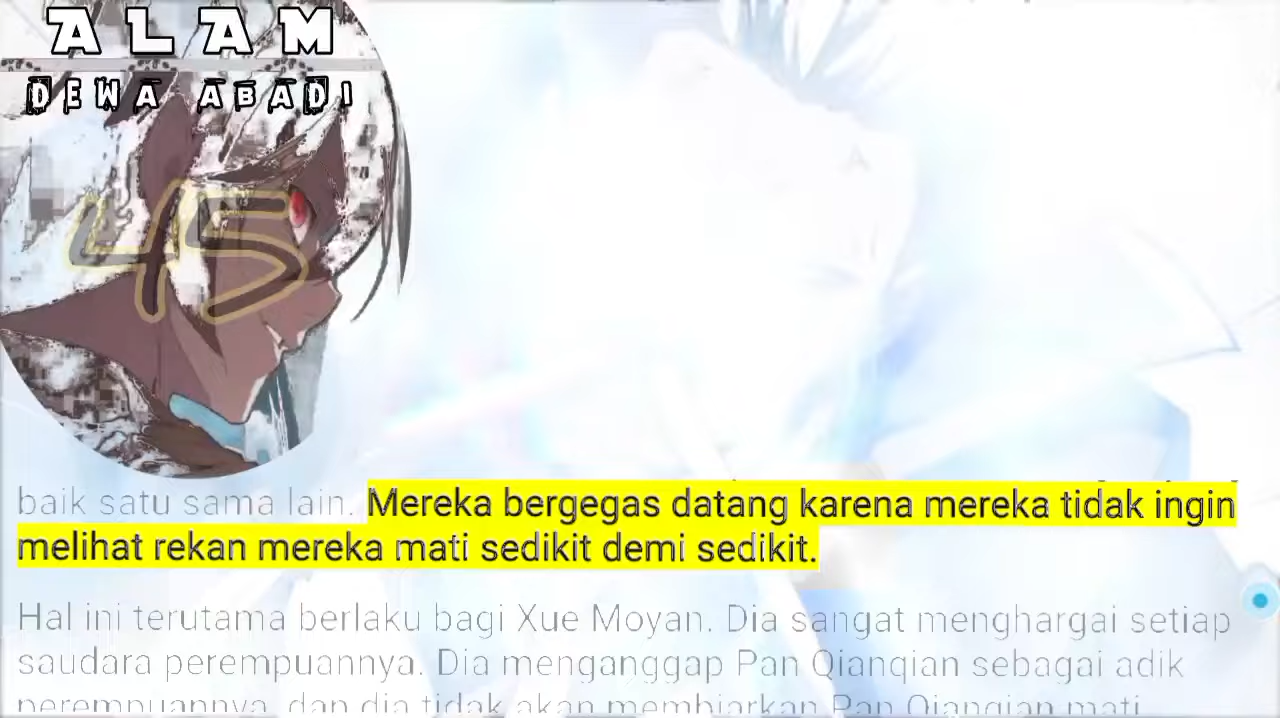 ALAM
DEWA ABADI
45
baik satu sama lain. Mereka bergegas datang karena mereka tidak ingin
melihat rekan mereka mati sedikit demi sedikit.
Hal ini terutama berlaku bagi Xue Moyan. Dia sangat menghargai setiap
saudara perempuannya. Dia menganggap Pan Qianqian sebagai adik
perempuannya, dan dia tidak akan membiarkan Pan Qianqian mati